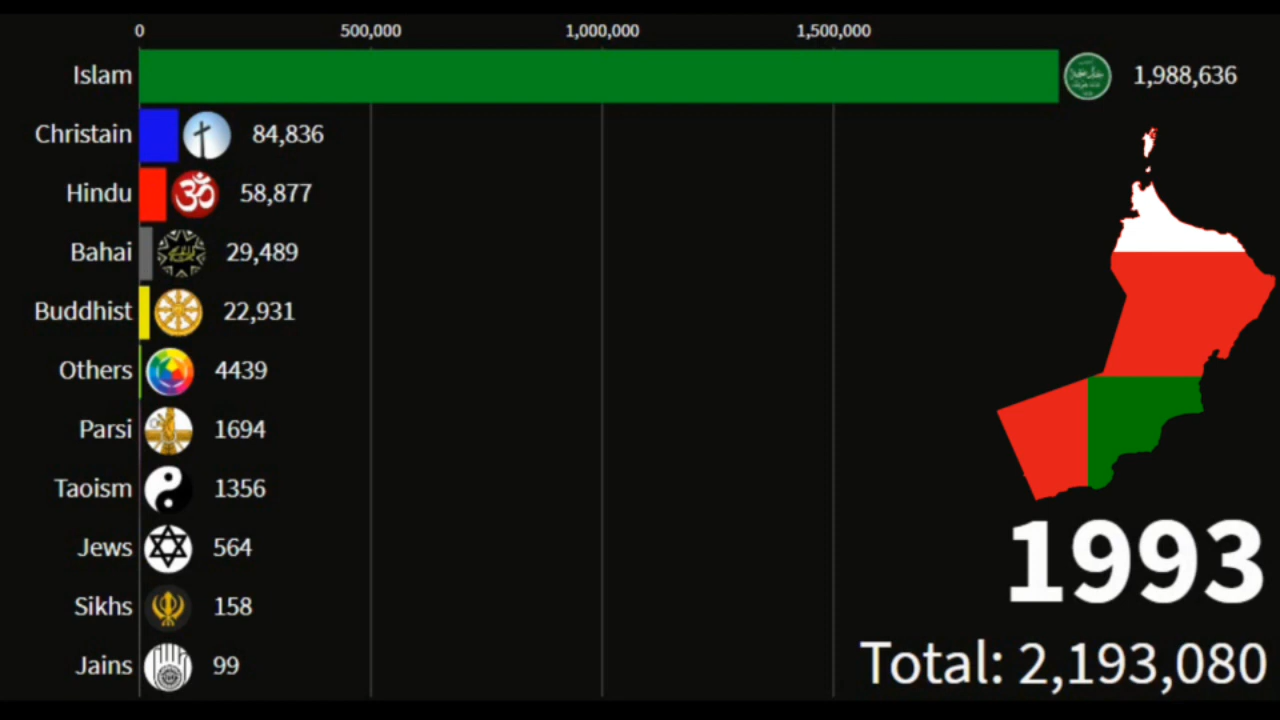 0 500,000 1,000,000 1,500,000
Islam 1,988,636
Christain 84,836
Hindu 58,877
Bahai 29,489
Buddhist 22,931
Others 4439
Parsi 1694
Taoism 1356
Jews 564
Sikhs 158
Jains 99
1993
Total: 2,193,080